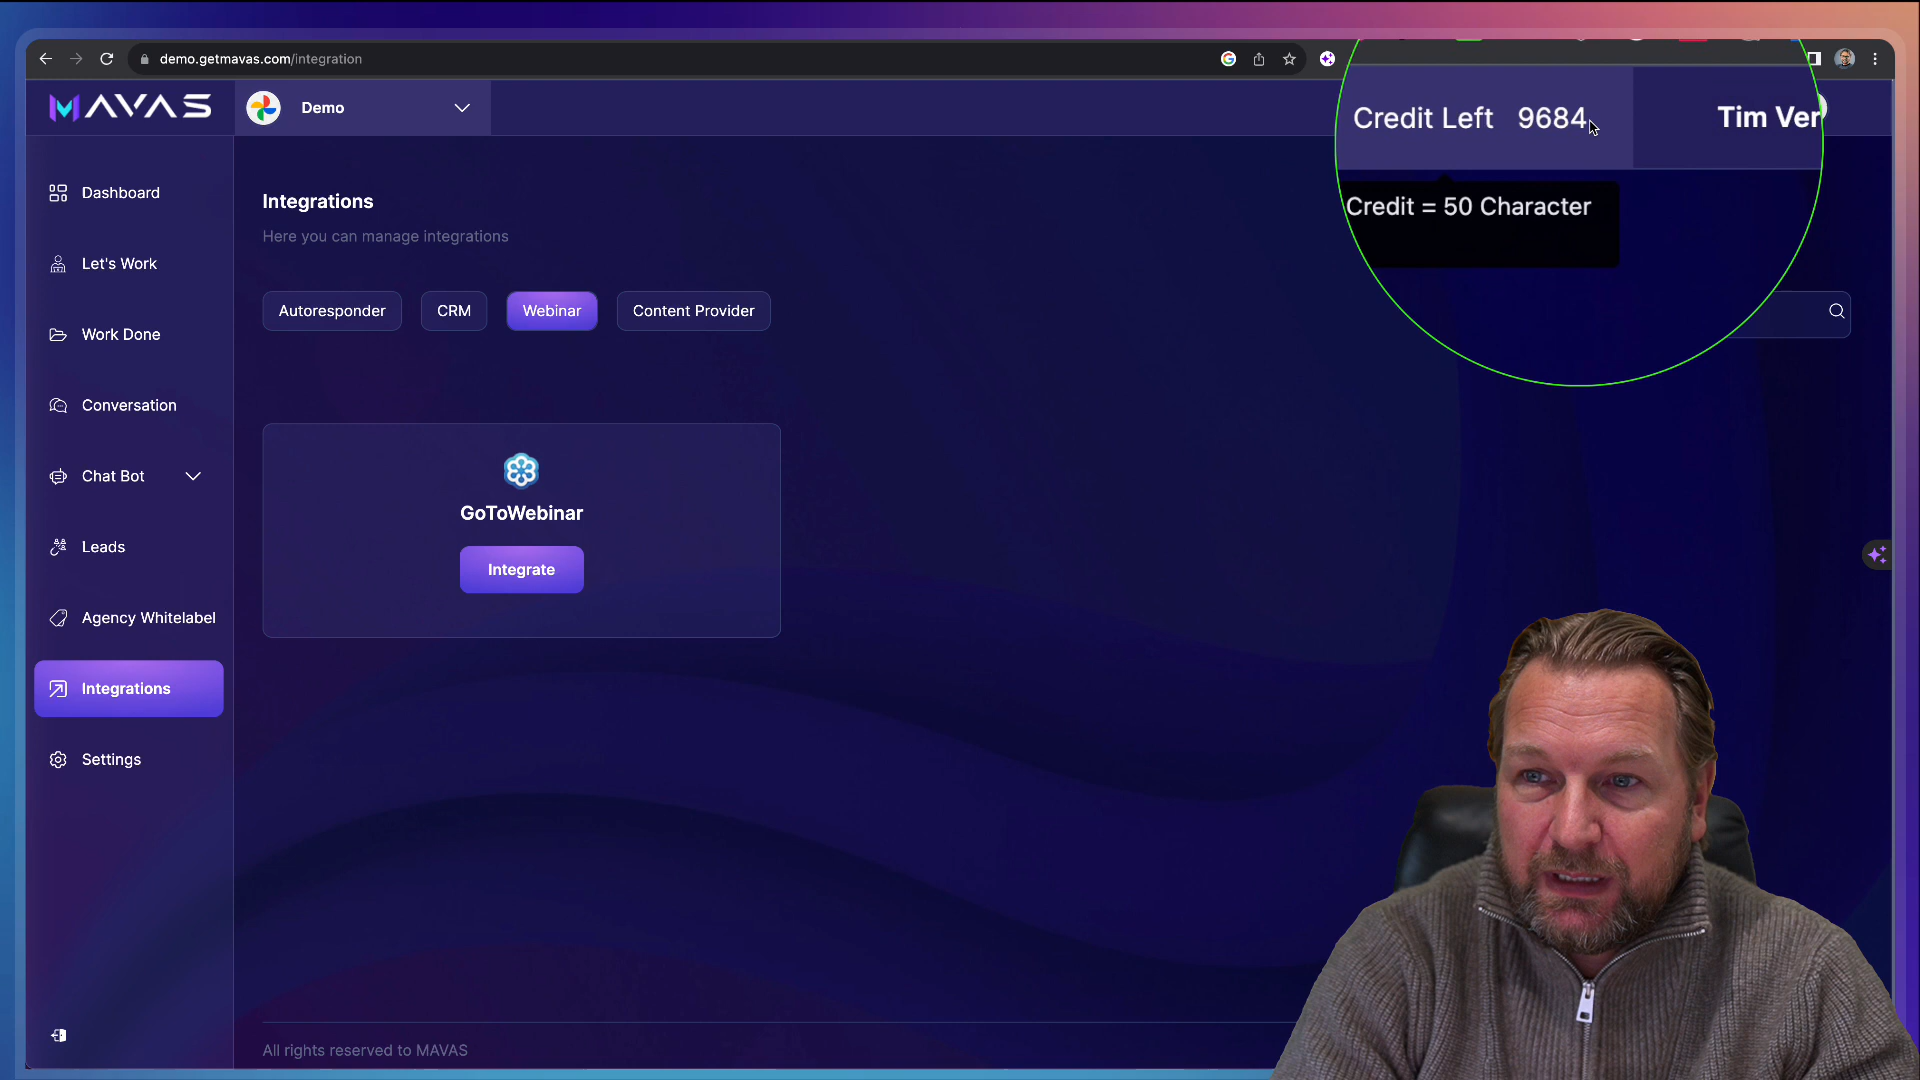 demo.getmavas.com/integration
MAVAS
Demo
Credit Left 9684
Tim Ver
Credit = 50 Character
Dashboard
Let's Work
Work Done
Conversation
Chat Bot
Leads
Agency Whitelabel
Integrations
Settings
Integrations
Here you can manage integrations
Autoresponder
CRM
Webinar
Content Provider
GoToWebinar
Integrate
All rights reserved to MAVAS